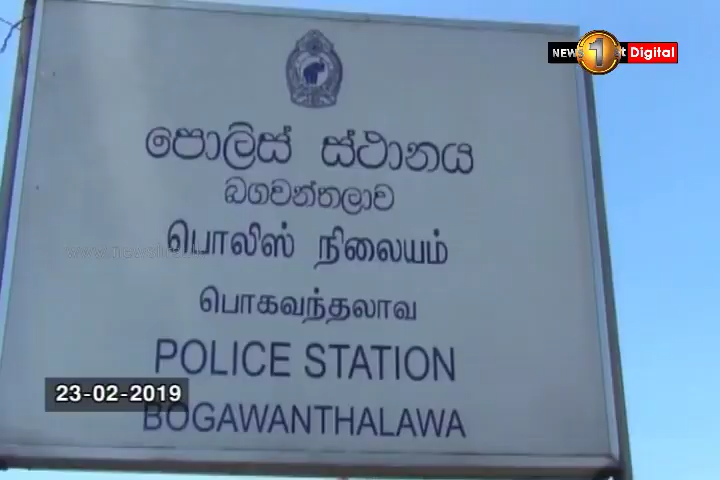 NEWS 1st Digital
පොලිස් ස්ථානය
බගවන්තලාව
பொலிஸ் நிலையம்
பொகவந்தலாவ
POLICE STATION
23-02-2019
BOGAWANTHALAWA